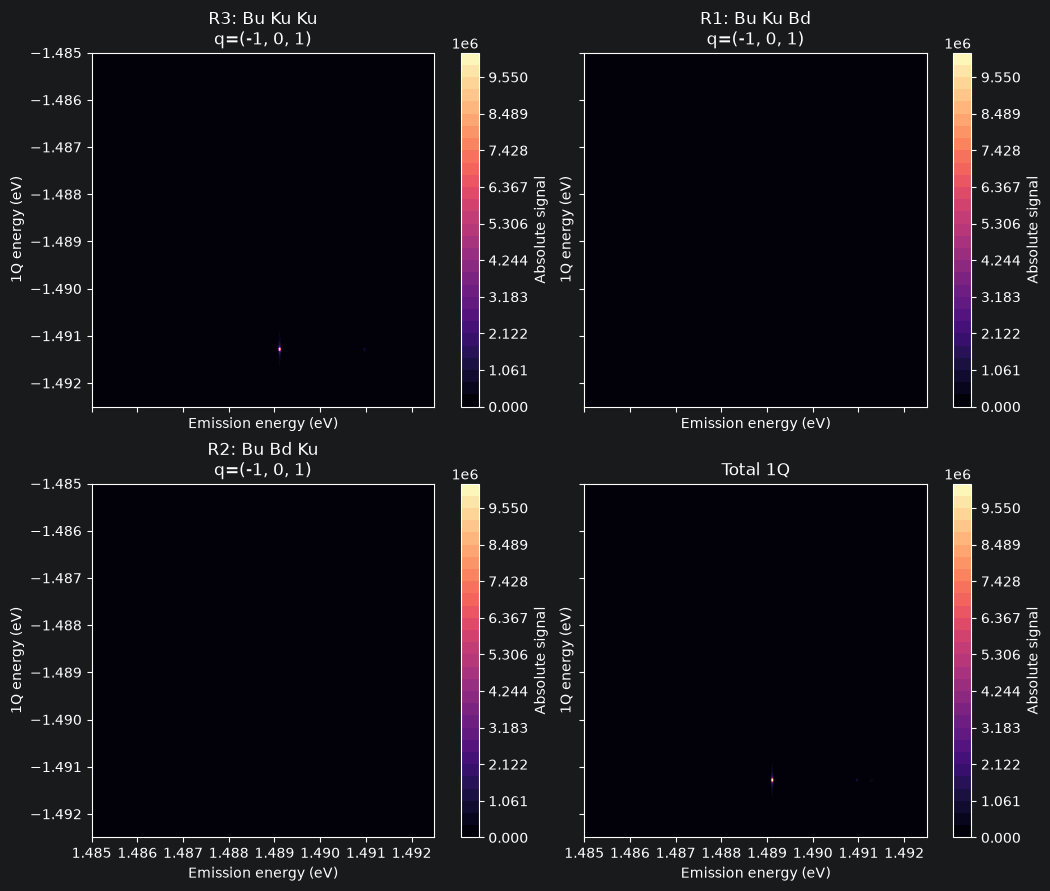 R3: Bu Ku Ku
q=(-1, 0, 1)
1e6
−1.485
−1.486
−1.487
−1.488
−1.489
−1.490
−1.491
−1.492
1Q energy (eV)
Emission energy (eV)
9.550
8.489
7.428
6.367
5.306
4.244
3.183
2.122
1.061
0.000
Absolute signal
R1: Bu Ku Bd
q=(-1, 0, 1)
1e6
1Q energy (eV)
Emission energy (eV)
9.550
8.489
7.428
6.367
5.306
4.244
3.183
2.122
1.061
0.000
Absolute signal
R2: Bu Bd Ku
q=(-1, 0, 1)
1e6
−1.485
−1.486
−1.487
−1.488
−1.489
−1.490
−1.491
−1.492
1Q energy (eV)
1.485 1.486 1.487 1.488 1.489 1.490 1.491 1.492
Emission energy (eV)
9.550
8.489
7.428
6.367
5.306
4.244
3.183
2.122
1.061
0.000
Absolute signal
Total 1Q
1e6
1Q energy (eV)
1.485 1.486 1.487 1.488 1.489 1.490 1.491 1.492
Emission energy (eV)
9.550
8.489
7.428
6.367
5.306
4.244
3.183
2.122
1.061
0.000
Absolute signal